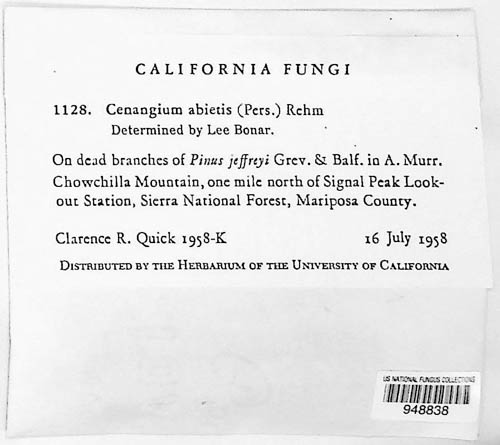 CALIFORNIA FUNGI
1128. Cenangium abietis (Pers.) Rehm
Determined by Lee Bonar.
On dead branches of Pinus jeffreyi Grev. & Balf. in A. Murr.
Chowchilla Mountain, one mile north of Signal Peak Look-
out Station, Sierra National Forest, Mariposa County.
Clarence R. Quick 1958-K 16 July 1958
DISTRIBUTED BY THE HERBARIUM OF THE UNIVERSITY OF CALIFORNIA
US NATIONAL FUNGUS COLLECTIONS
948838